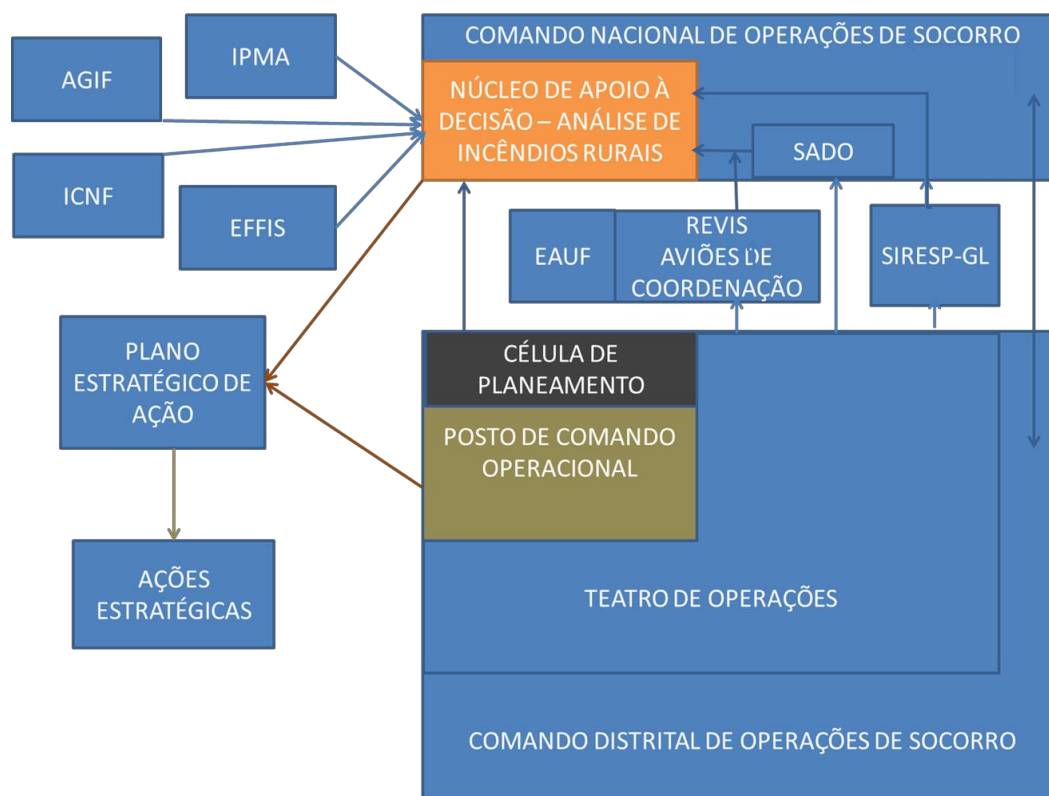 AGIF
IPMA
ICNF
EFFIS
COMANDO NACIONAL DE OPERAÇÕES DE SOCORRO
NÚCLEO DE APOIO À
DECISÃO – ANÁLISE DE
INCÊNDIOS RURAIS
SADO
EAUF
REVIS
AVIÕES DE
COORDENAÇÃO
SIRESP-GL
PLANO
ESTRATÉGICO DE
AÇÃO
AÇÕES
ESTRATÉGICAS
CÉLULA DE
PLANEAMENTO
POSTO DE COMANDO
OPERACIONAL
TEATRO DE OPERAÇÕES
COMANDO DISTRITAL DE OPERAÇÕES DE SOCORRO